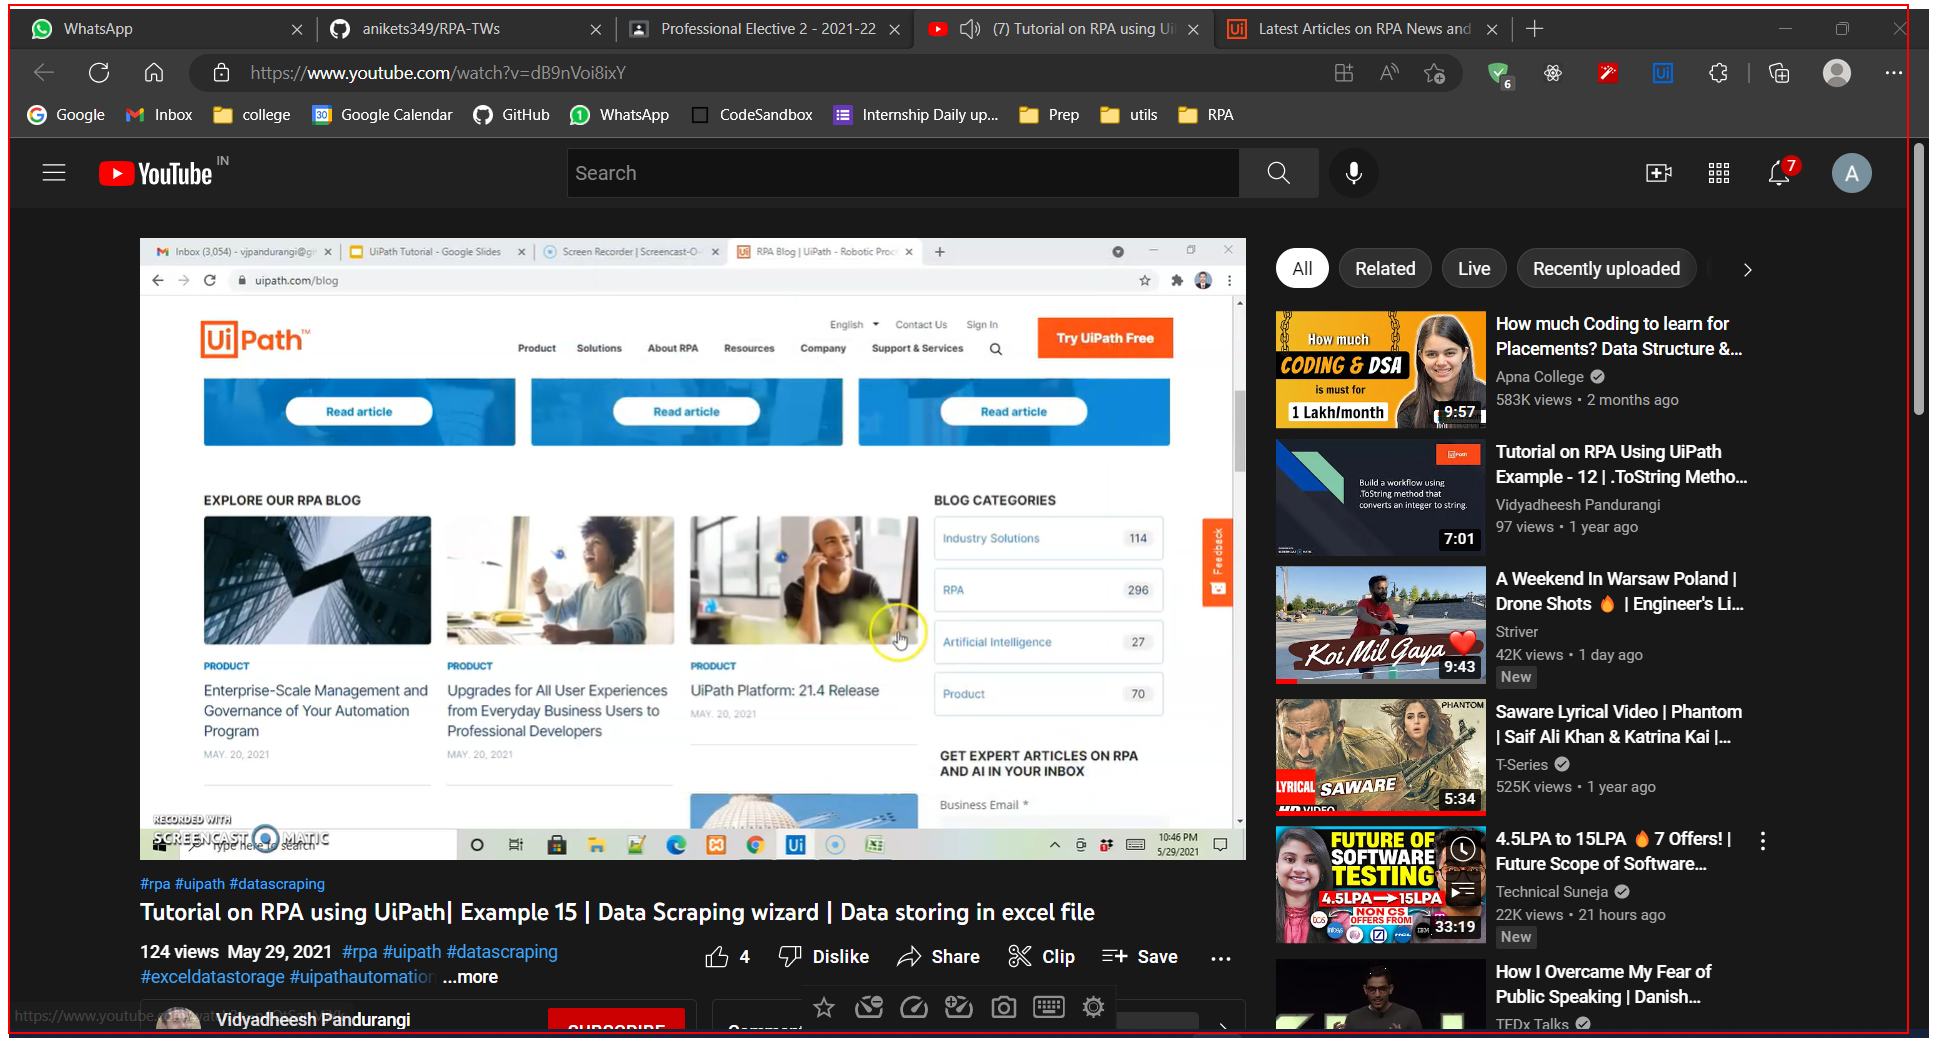 WhatsApp
anikets349/RPA-TWs
Professional Elective 2 - 2021-22
(7) Tutorial on RPA using Ui
Latest Articles on RPA News and
https://www.youtube.com/watch?v=dB9nVoi8ixY
6
Google
Inbox
college
30
Google Calendar
GitHub
1
WhatsApp
CodeSandbox
Internship Daily up...
Prep
utils
RPA
YouTube IN
Search
7
A
Inbox (3,054) - vjpandurangi@gi
UiPath Tutorial - Google Slides
Screen Recorder | Screencast-O-
RPA Blog | UiPath - Robotic Proc
uipath.com/blog
UiPath™
English
Contact Us
Sign In
Product
Solutions
About RPA
Resources
Company
Support & Services
Try UiPath Free
Read article
Read article
Read article
EXPLORE OUR RPA BLOG
PRODUCT
Enterprise-Scale Management and
Governance of Your Automation
Program
MAY. 20, 2021
PRODUCT
Upgrades for All User Experiences
from Everyday Business Users to
Professional Developers
MAY. 20, 2021
PRODUCT
UiPath Platform: 21.4 Release
MAY. 20, 2021
BLOG CATEGORIES
Industry Solutions 114
RPA 296
Artificial Intelligence 27
Product 70
Feedback
GET EXPERT ARTICLES ON RPA
AND AI IN YOUR INBOX
Business Email *
RECORDED WITH
SCREENCAST MATIC
Type here to search
Ui
10:46 PM
5/29/2021
#rpa #uipath #datascraping
Tutorial on RPA using UiPath| Example 15 | Data Scraping wizard | Data storing in excel file
124 views May 29, 2021 #rpa #uipath #datascraping
#exceldatastorage #uipathautomation ...more
4
Dislike
Share
Clip
Save
Vidyadheesh Pandurangi
SUBSCRIBE
All
Related
Live
Recently uploaded
How much
CODING & DSA
is must for
1 Lakh/month
9:57
How much Coding to learn for
Placements? Data Structure &...
Apna College
583K views • 2 months ago
UiPath
Build a workflow using
.ToString method that
converts an integer to string.
7:01
Tutorial on RPA Using UiPath
Example - 12 | .ToString Metho...
Vidyadheesh Pandurangi
97 views • 1 year ago
Koi Mil Gaya
9:43
A Weekend In Warsaw Poland |
Drone Shots 🔥 | Engineer's Li...
Striver
42K views • 1 day ago
New
PHANTOM
LYRICAL SAWARE
HD VIDEO
5:34
Saware Lyrical Video | Phantom
| Saif Ali Khan & Katrina Kai |...
T-Series
525K views • 1 year ago
FUTURE OF
SOFTWARE
TESTING
4.5LPA→15LPA
NON CS
OFFERS FROM
33:19
4.5LPA to 15LPA 🔥 7 Offers! |
Future Scope of Software...
Technical Suneja
22K views • 21 hours ago
New
How I Overcame My Fear of
Public Speaking | Danish...
TEDx Talks